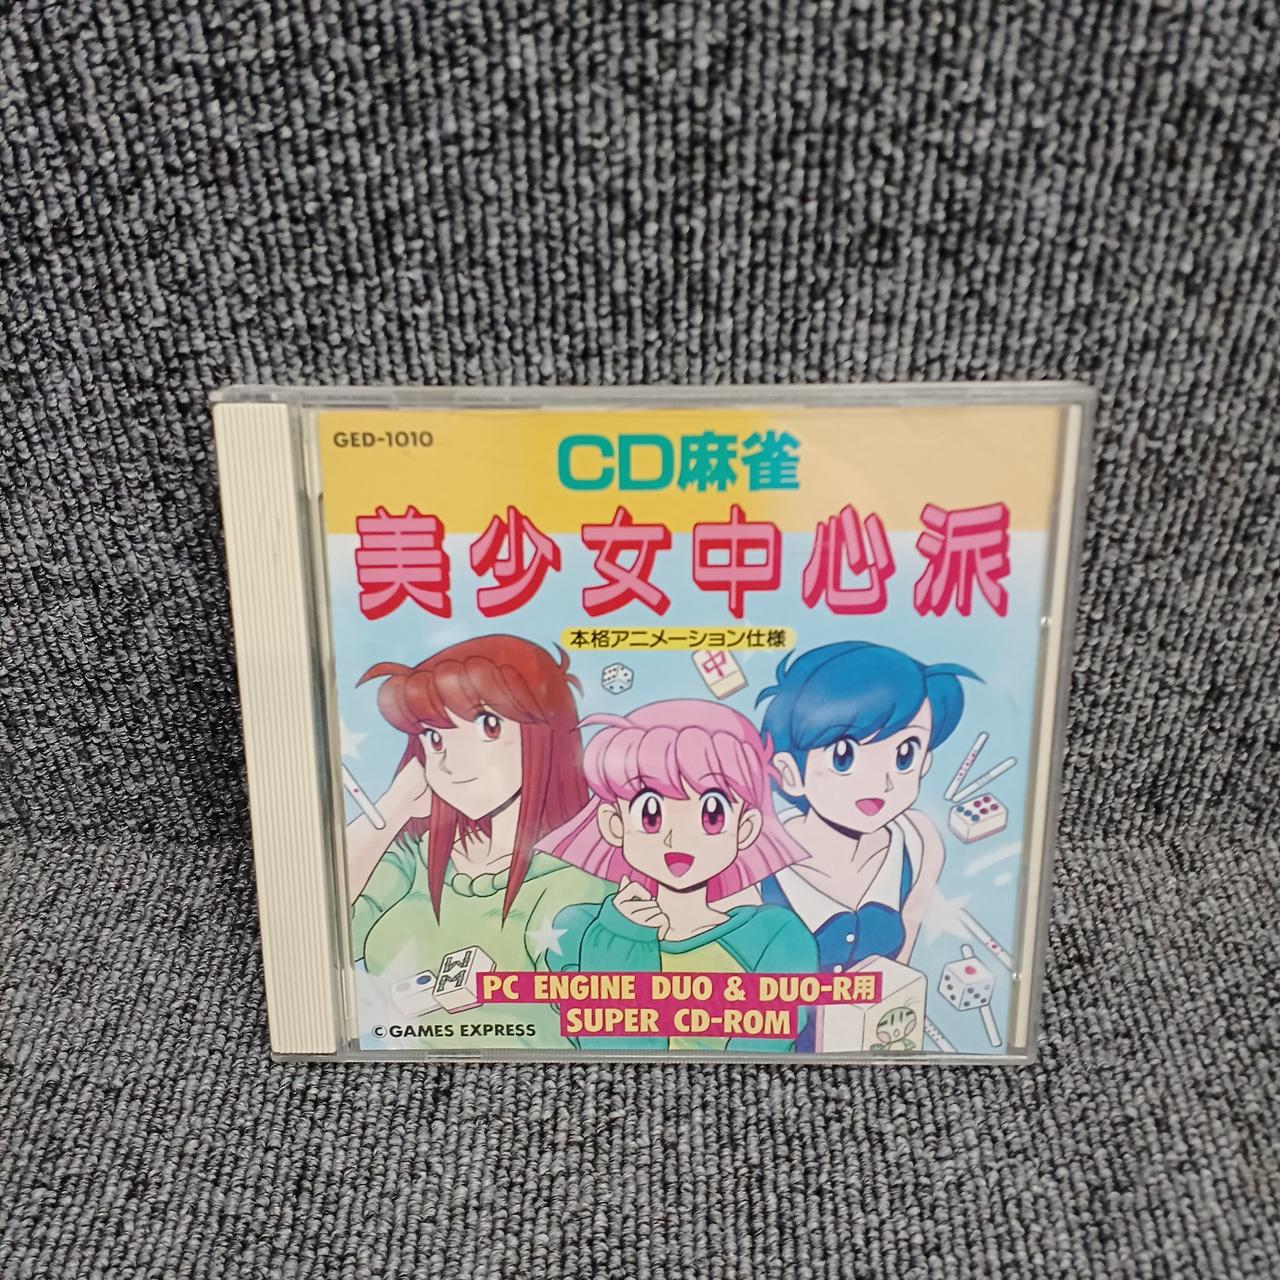 GED-1010
CD麻雀
美少女中心派
本格アニメーション仕様
中
PC ENGINE DUO & DUO-R用
SUPER CD-ROM
©GAMES EXPRESS